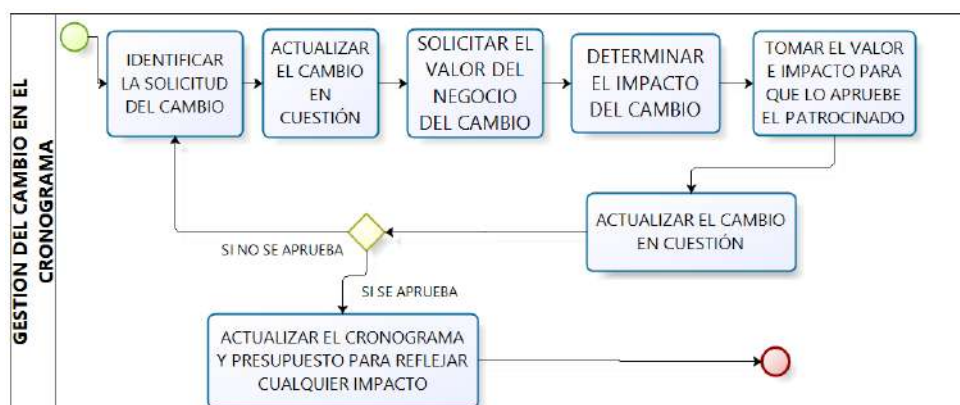 GESTION DEL CAMBIO EN EL
CRONOGRAMA
IDENTIFICAR
LA SOLICITUD
DEL CAMBIO
ACTUALIZAR
EL CAMBIO
EN
CUESTIÓN
SOLICITAR EL
VALOR DEL
NEGOCIO
DEL CAMBIO
DETERMINAR
EL IMPACTO
DEL CAMBIO
TOMAR EL VALOR
E IMPACTO PARA
QUE LO APRUEBE
EL PATROCINADO
ACTUALIZAR EL CAMBIO
EN CUESTIÓN
SI NO SE APRUEBA
SI SE APRUEBA
ACTUALIZAR EL CRONOGRAMA
Y PRESUPUESTO PARA REFLEJAR
CUALQUIER IMPACTO